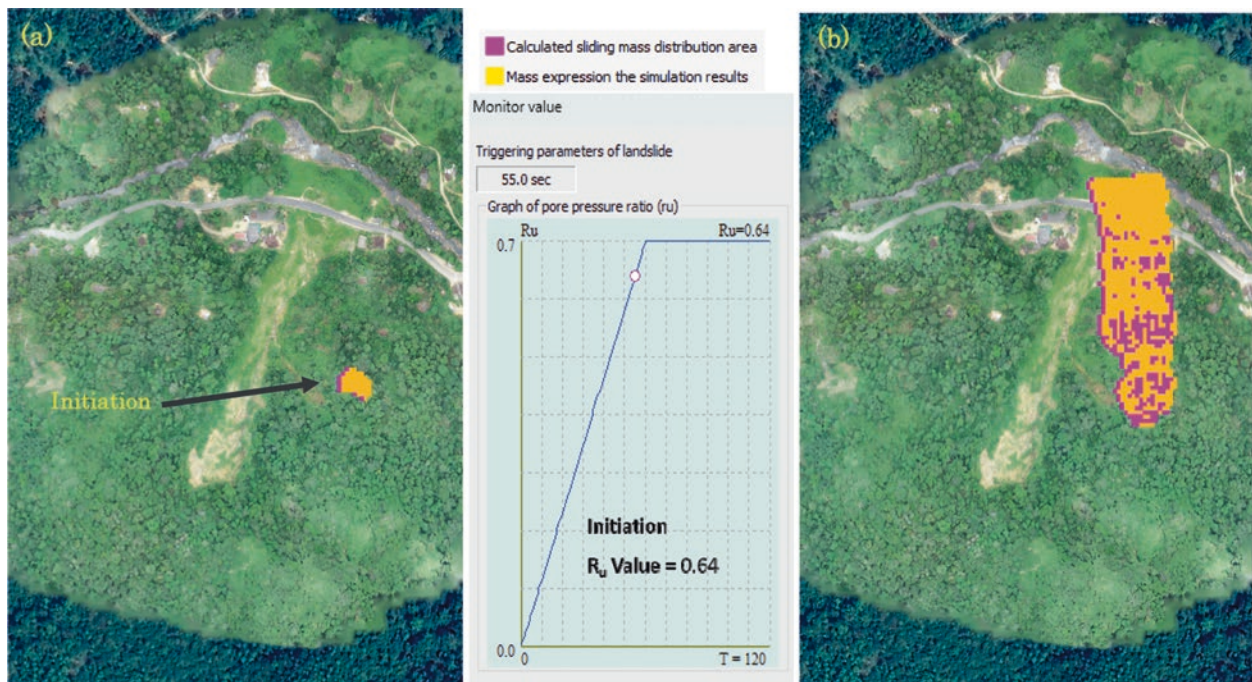 (a)
Initiation
Calculated sliding mass distribution area
Mass expression the simulation results
Monitor value
Triggering parameters of landslide
55.0 sec
Graph of pore pressure ratio (ru)
Ru
Ru=0.64
0.7
Initiation
Ru Value = 0.64
0.0
0
T = 120
(b)